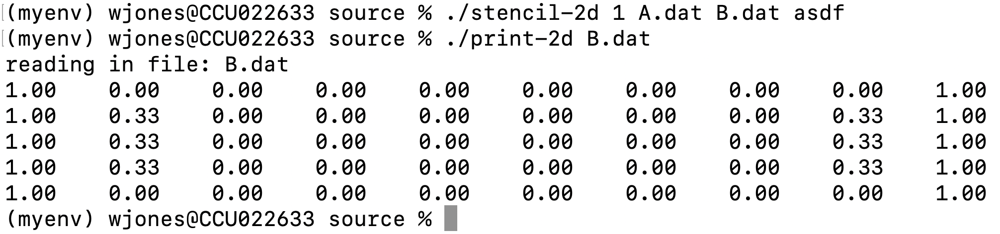 [(myenv) wjones@CCU022633 source % ./stencil-2d 1 A.dat B.dat asdf
[(myenv) wjones@CCU022633 source % ./print-2d B.dat
reading in file: B.dat
1.00 0.00 0.00 0.00 0.00 0.00 0.00 0.00 0.00 1.00
1.00 0.33 0.00 0.00 0.00 0.00 0.00 0.00 0.33 1.00
1.00 0.33 0.00 0.00 0.00 0.00 0.00 0.00 0.33 1.00
1.00 0.33 0.00 0.00 0.00 0.00 0.00 0.00 0.33 1.00
1.00 0.00 0.00 0.00 0.00 0.00 0.00 0.00 0.00 1.00
(myenv) wjones@CCU022633 source %